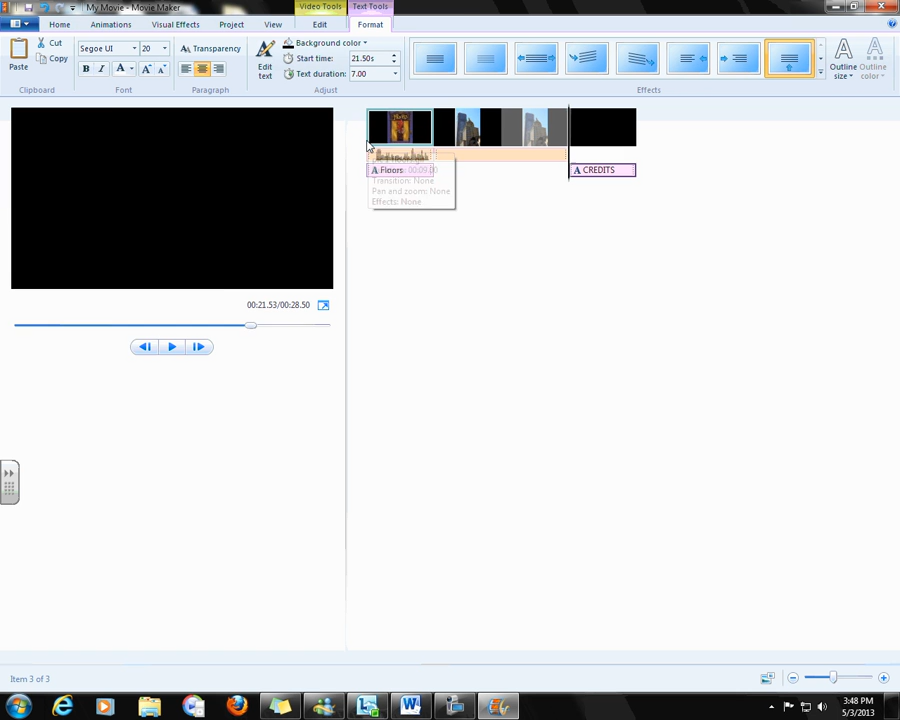 My Movie - Movie Maker
Video Tools
Text Tools
Home
Animations
Visual Effects
Project
View
Edit
Format
Paste
Cut
Copy
Clipboard
Segoe UI
20
B
I
A
A
A
Font
Transparency
Paragraph
Edit text
Background color
Start time:
21.50s
Text duration:
7.00
Adjust
Effects
Outline size
Outline color
00:21.53/00:28.50
A
CREDITS
00:09.00
Transition: None
Pan and zoom: None
Effects: None
Item 3 of 3
3:48 PM
5/3/2013